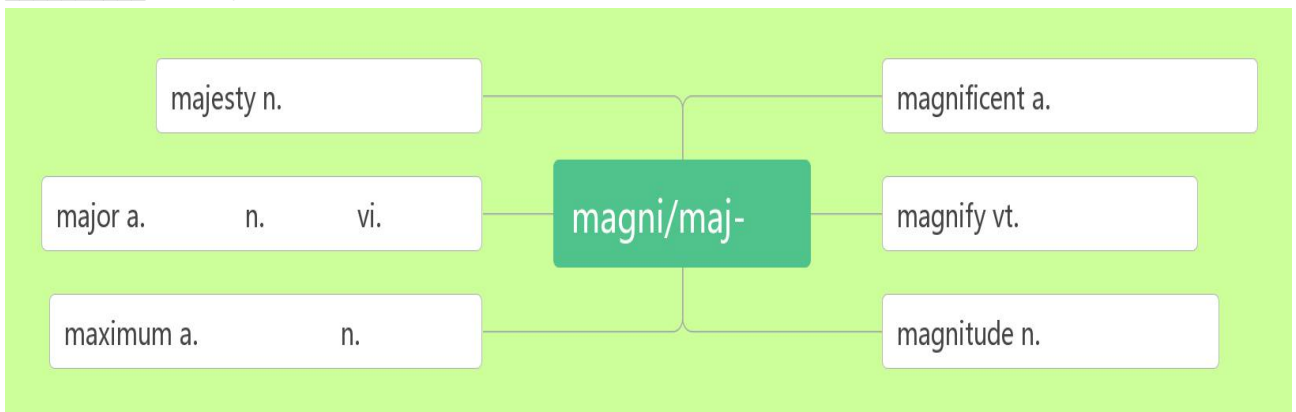 majesty n.
major a. n. vi.
maximum a. n.
magni/maj-
magnificent a.
magnify vt.
magnitude n.